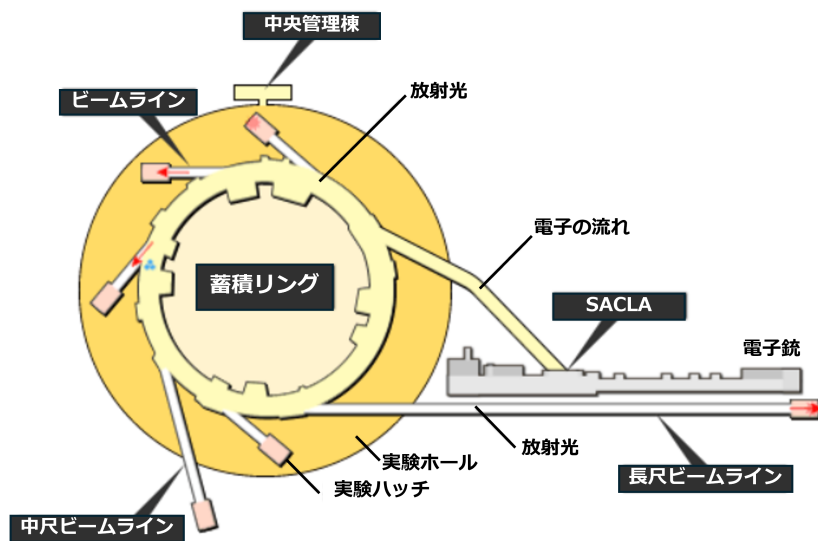 中央管理棟
ビームライン
放射光
電子の流れ
蓄積リング
SACLA
電子銃
放射光
実験ホール
長尺ビームライン
実験ハッチ
中尺ビームライン